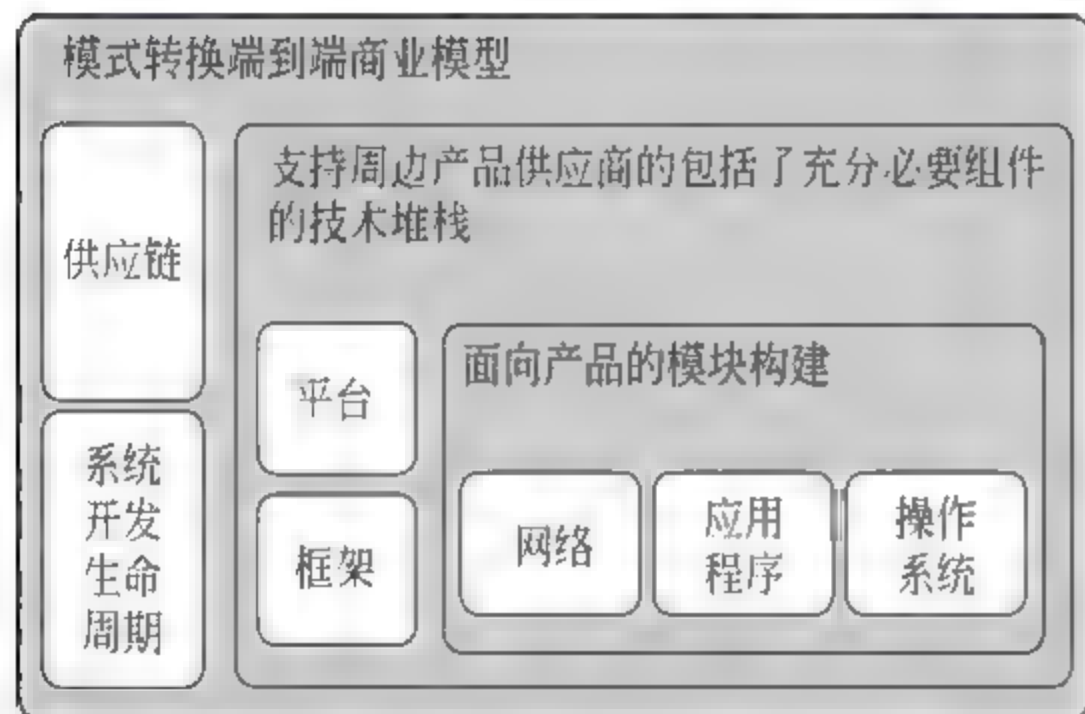 模式转换端到端商业模型
供应链
系统
开发
生命
周期
支持周边产品供应商的包括了充分必要组件
的技术堆栈
平台
框架
面向产品的模块构建
网络
应用
程序
操作
系统